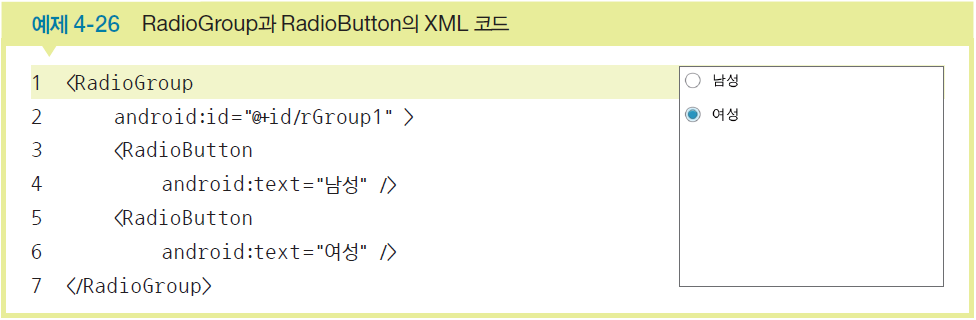 예제 4-26 RadioGroup과 RadioButton의 XML 코드
1 <RadioGroup
2 android:id="@+id/rGroup1" >
3 <RadioButton
4 android:text="남성" />
5 <RadioButton
6 android:text="여성" />
7 </RadioGroup>
남성
여성